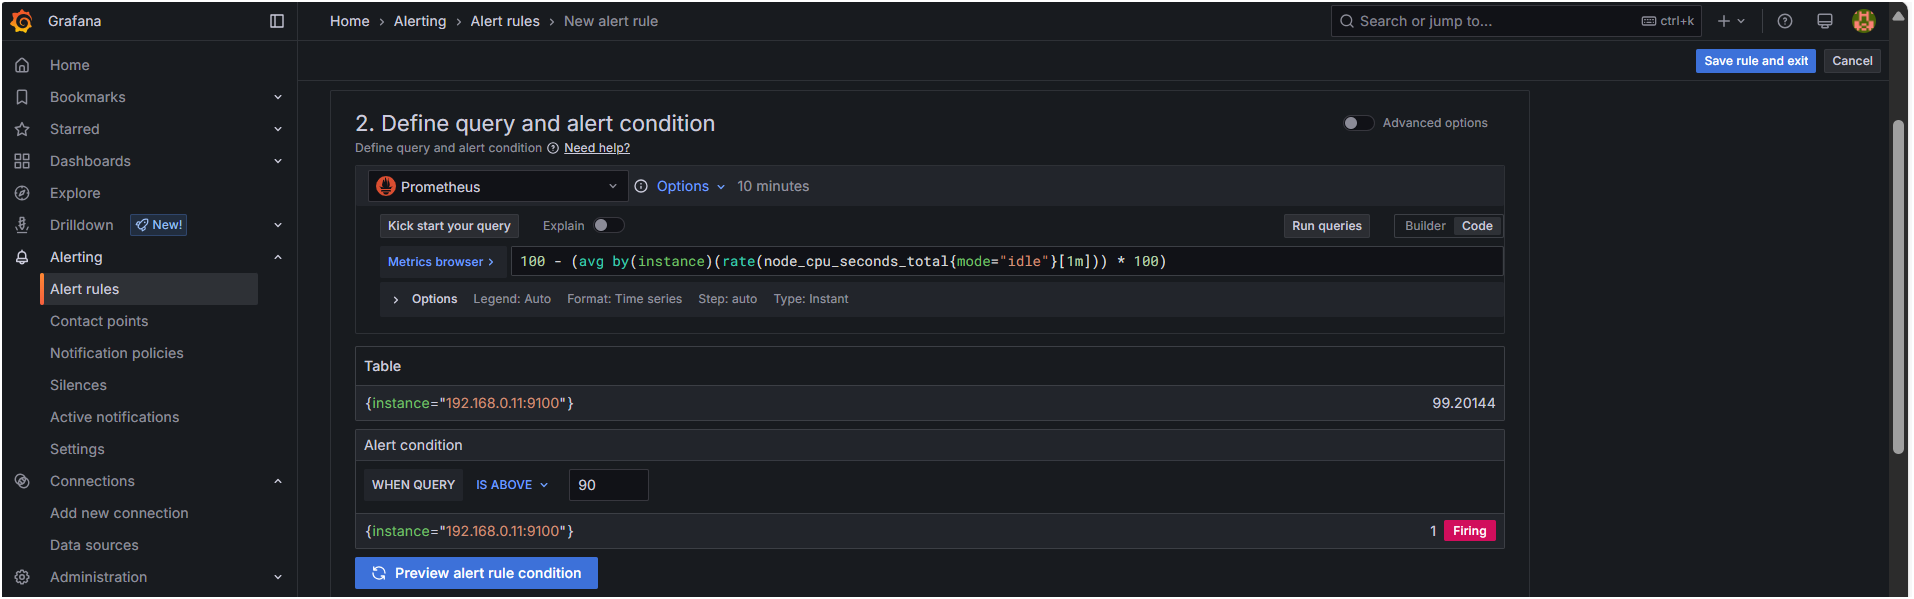 Grafana
Home › Alerting › Alert rules › New alert rule
Search or jump to...
ctrl+k
Save rule and exit
Cancel
Home
Bookmarks
Starred
Dashboards
Explore
Drilldown
New!
Alerting
Alert rules
Contact points
Notification policies
Silences
Active notifications
Settings
Connections
Add new connection
Data sources
Administration
2. Define query and alert condition
Advanced options
Define query and alert condition
Need help?
Prometheus
Options
10 minutes
Kick start your query
Explain
Run queries
Builder
Code
Metrics browser >
100 - (avg by(instance)(rate(node_cpu_seconds_total{mode="idle"}[1m])) * 100)
Options
Legend: Auto
Format: Time series
Step: auto
Type: Instant
Table
{instance="192.168.0.11:9100"}
99.20144
Alert condition
WHEN QUERY
IS ABOVE
90
{instance="192.168.0.11:9100"}
1
Firing
Preview alert rule condition